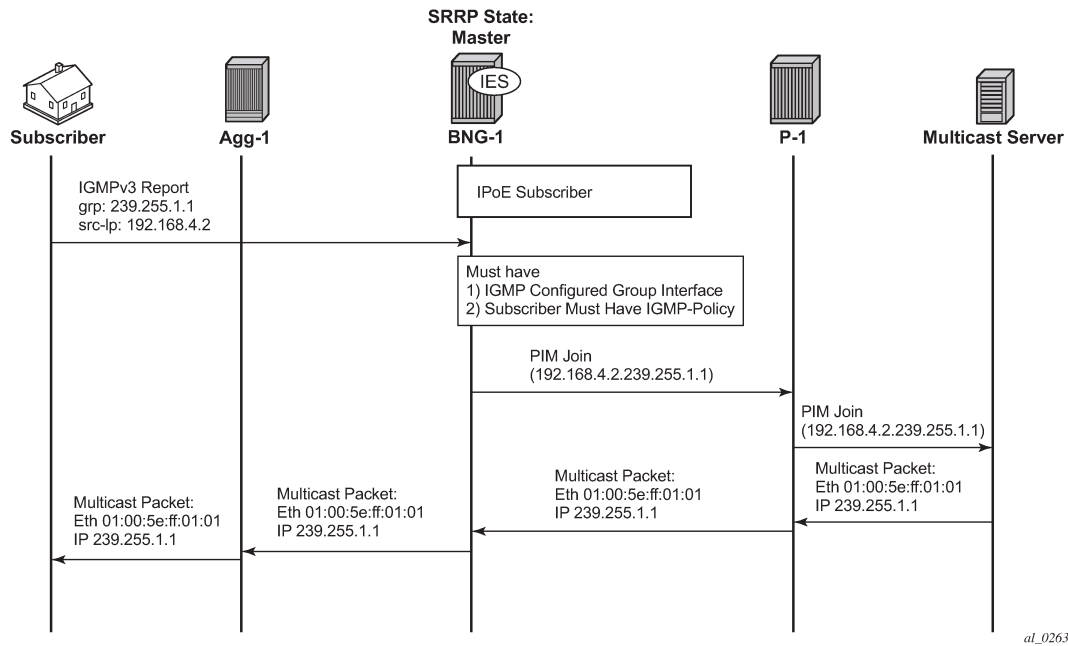 SRRP State:
Master
IES
Subscriber
Agg-1
BNG-1
P-1
Multicast Server
IGMPv3 Report
grp: 239.255.1.1
src-lp: 192.168.4.2
IPoE Subscriber
Must have
1) IGMP Configured Group Interface
2) Subscriber Must Have IGMP-Policy
PIM Join
(192.168.4.2.239.255.1.1)
PIM Join
(192.168.4.2.239.255.1.1)
Multicast Packet:
Eth 01:00:5e:ff:01:01
IP 239.255.1.1
Multicast Packet:
Eth 01:00:5e:ff:01:01
IP 239.255.1.1
Multicast Packet:
Eth 01:00:5e:ff:01:01
IP 239.255.1.1
Multicast Packet:
Eth 01:00:5e:ff:01:01
IP 239.255.1.1
al_0263